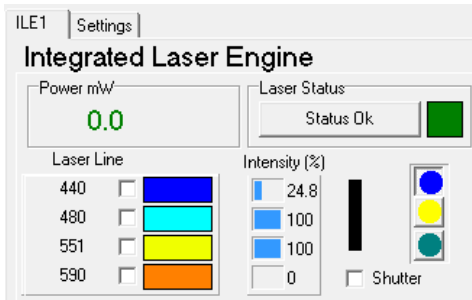 ILE1 Settings
Integrated Laser Engine
Power mW Laser Status
0.0 Status Ok
Laser Line Intensity (%)
440 24.8
480 100
551 100
590 0 Shutter